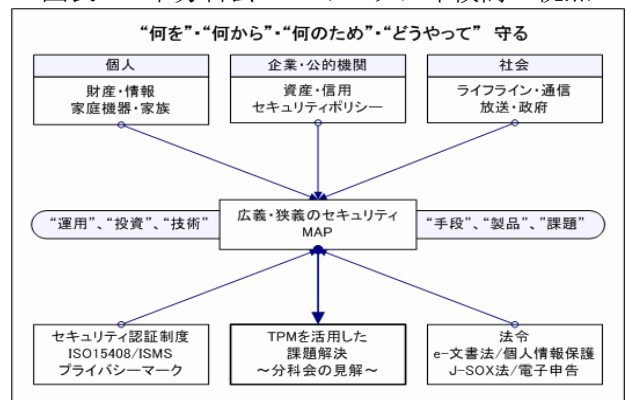 “何を”・“何から”・“何のため”・“どうやって” 守る
個人
財産・情報
家庭機器・家族
企業・公的機関
資産・信用
セキュリティポリシー
社会
ライフライン・通信
放送・政府
“運用”、“投資”、“技術”
広義・狭義のセキュリティ
MAP
“手段”、“製品”、”課題”
セキュリティ認証制度
ISO15408/ISMS
プライバシーマーク
TPMを活用した
課題解決
～分科会の見解～
法令
e-文書法/個人情報保護
J-SOX法/電子申告